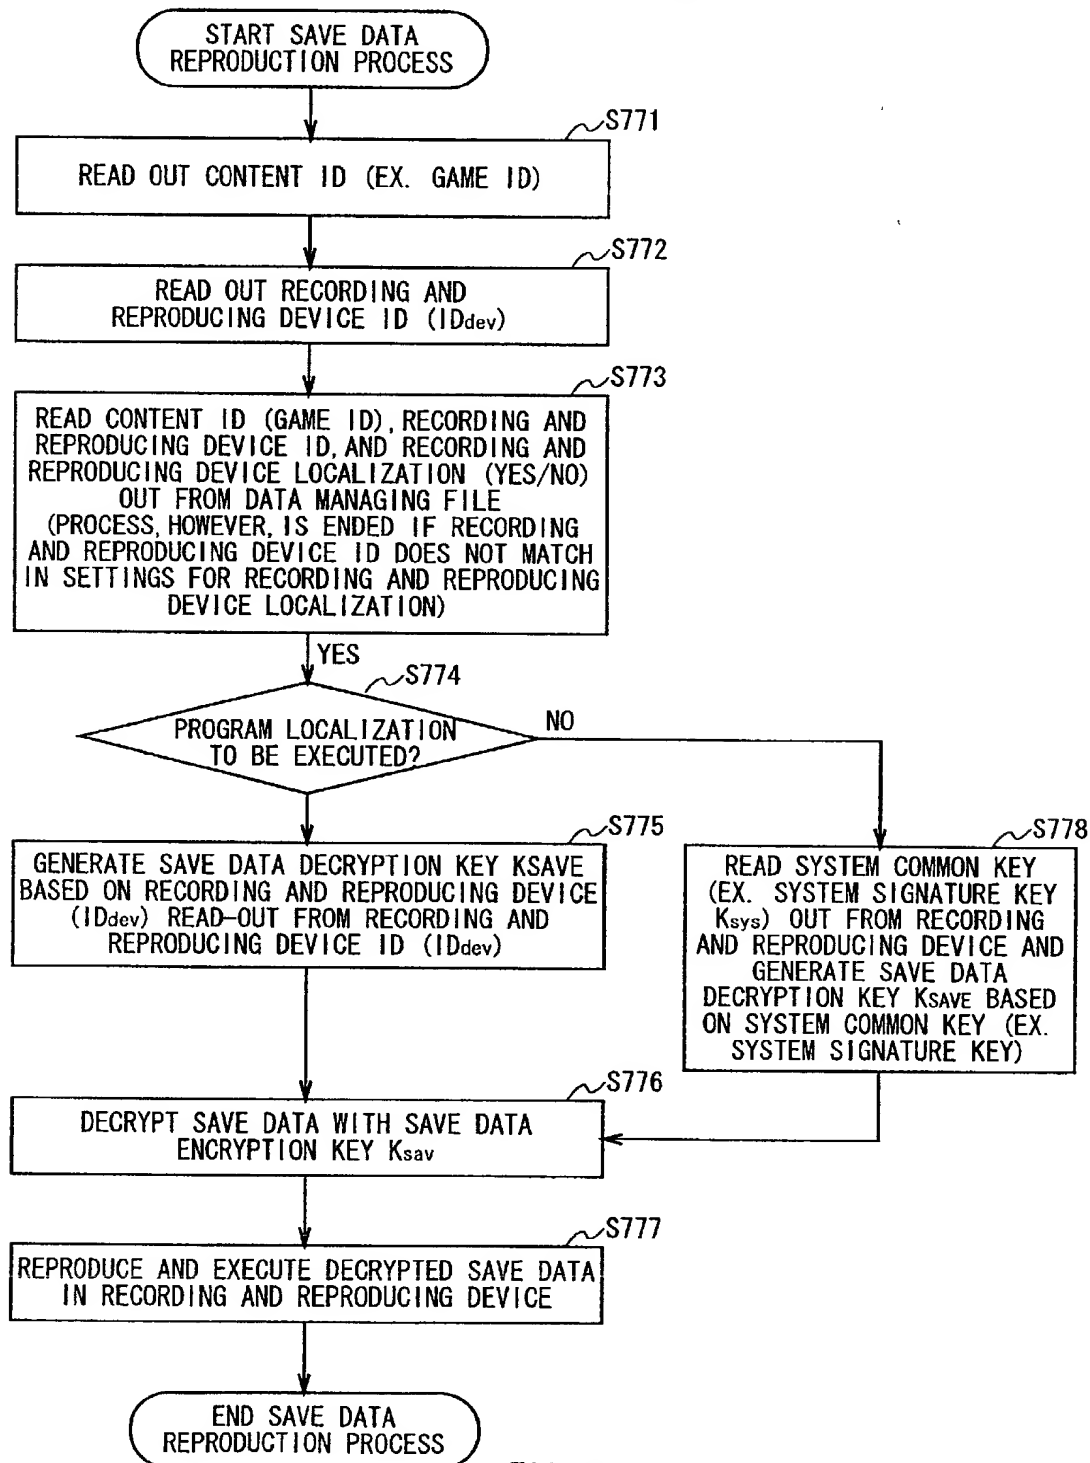 START SAVE DATA
REPRODUCTION PROCESS
S771
READ OUT CONTENT ID (EX. GAME ID)
S772
READ OUT RECORDING AND
REPRODUCING DEVICE ID (IDdev)
S773
READ CONTENT ID (GAME ID), RECORDING AND
REPRODUCING DEVICE ID, AND RECORDING AND
REPRODUCING DEVICE LOCALIZATION (YES/NO)
OUT FROM DATA MANAGING FILE
(PROCESS, HOWEVER, IS ENDED IF RECORDING
AND REPRODUCING DEVICE ID DOES NOT MATCH
IN SETTINGS FOR RECORDING AND REPRODUCING
DEVICE LOCALIZATION)
YES
S774
PROGRAM LOCALIZATION
TO BE EXECUTED?
NO
S775
GENERATE SAVE DATA DECRYPTION KEY KSAVE
BASED ON RECORDING AND REPRODUCING DEVICE
(IDdev) READ-OUT FROM RECORDING AND
REPRODUCING DEVICE ID (IDdev)
S778
READ SYSTEM COMMON KEY
(EX. SYSTEM SIGNATURE KEY
Ksys) OUT FROM RECORDING
AND REPRODUCING DEVICE AND
GENERATE SAVE DATA
DECRYPTION KEY KSAVE BASED
ON SYSTEM COMMON KEY (EX.
SYSTEM SIGNATURE KEY)
S776
DECRYPT SAVE DATA WITH SAVE DATA
ENCRYPTION KEY Ksav
S777
REPRODUCE AND EXECUTE DECRYPTED SAVE DATA
IN RECORDING AND REPRODUCING DEVICE
END SAVE DATA
REPRODUCTION PROCESS